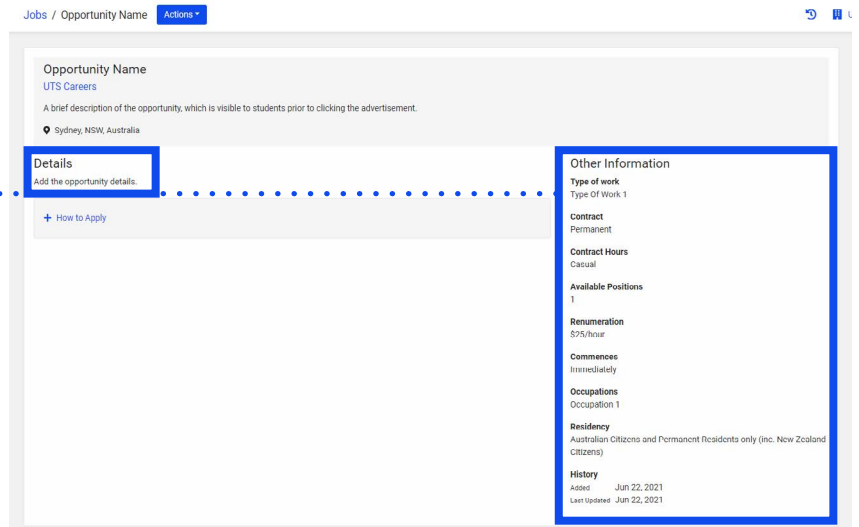 Jobs / Opportunity Name Actions
Opportunity Name
UTS Careers
A brief description of the opportunity, which is visible to students prior to clicking the advertisement.
Sydney, NSW, Australia
Details
Add the opportunity details.
+ How to Apply
Other Information
Type of work
Type Of Work 1
Contract
Permanent
Contract Hours
Casual
Available Positions
1
Renumeration
$25/hour
Commences
Immediately
Occupations
Occupation 1
Residency
Australian Citizens and Permanent Residents only (inc. New Zealand
Citizens)
History
Added Jun 22, 2021
Last Updated Jun 22, 2021